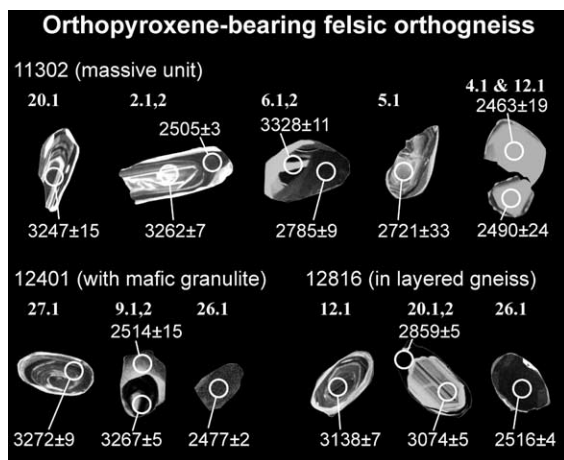 Orthopyroxene-bearing felsic orthogneiss
11302 (massive unit)
20.1 2.1,2 6.1,2 5.1 4.1 & 12.1
2505±3 3328±11 2463±19
3247±15 3262±7 2785±9 2721±33 2490±24
12401 (with mafic granulite) 12816 (in layered gneiss)
27.1 9.1,2 26.1 12.1 20.1,2 26.1
2514±15 2859±5
3272±9 3267±5 2477±2 3138±7 3074±5 2516±4